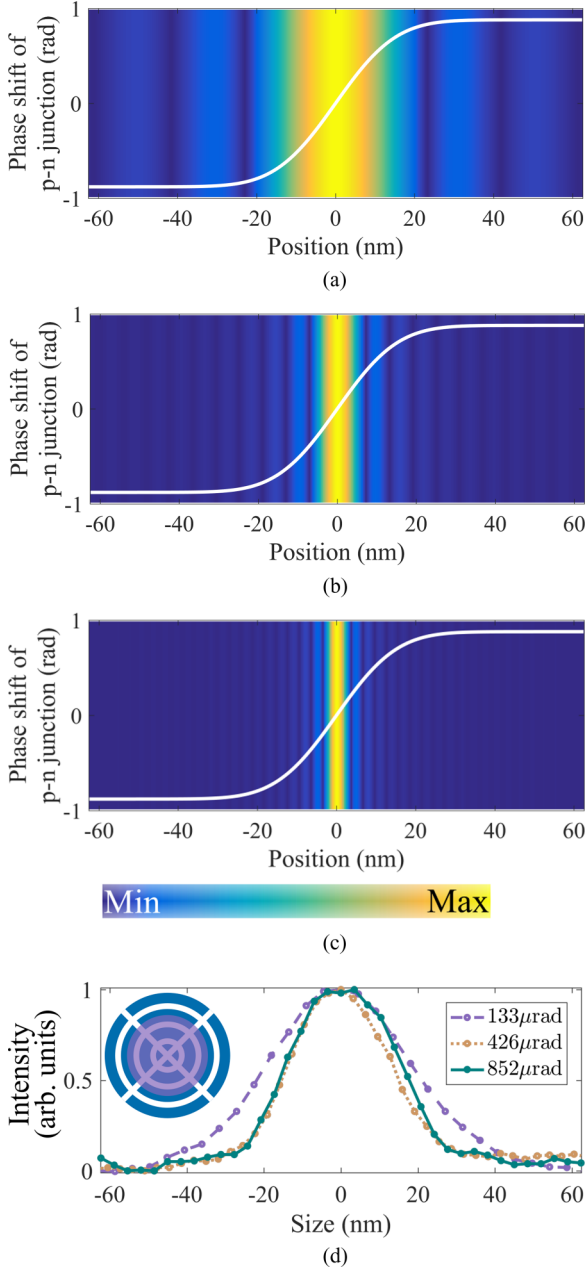 Phase shift of
p-n junction (rad)
1
0
-1
-60 -40 -20 0 20 40 60
Position (nm)
(a)
Phase shift of
p-n junction (rad)
1
0
-1
-60 -40 -20 0 20 40 60
Position (nm)
(b)
Phase shift of
p-n junction (rad)
1
0
-1
-60 -40 -20 0 20 40 60
Position (nm)
Min Max
(c)
Intensity
(arb. units)
1
0.5
0
133μrad
426μrad
852μrad
-60 -40 -20 0 20 40 60
Size (nm)
(d)